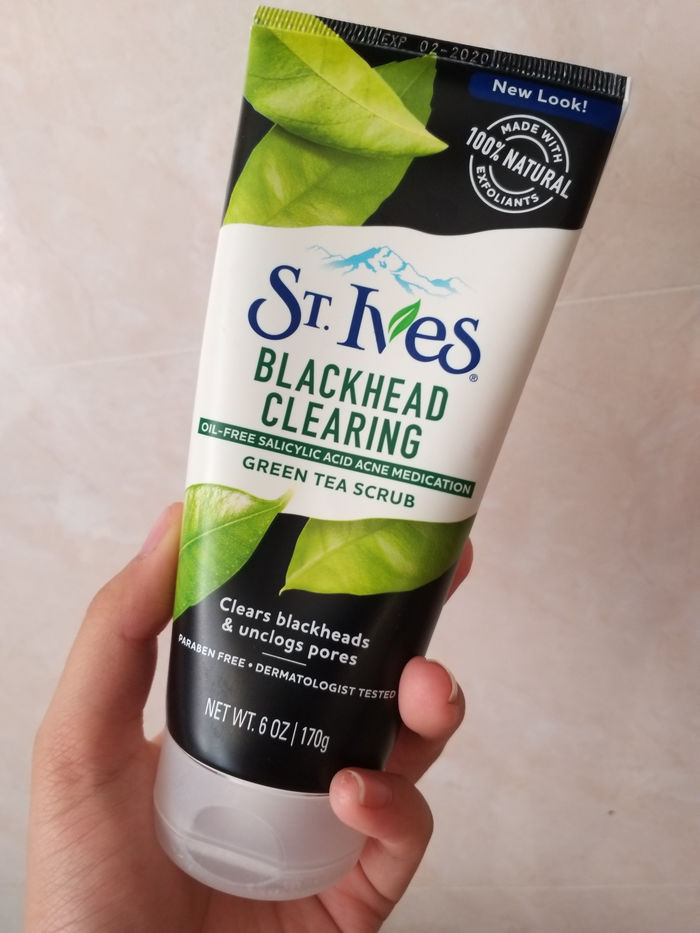 EXP 02-2020
New Look!
MADE WITH
100% NATURAL
EXFOLIANTS
ST. IVES®
BLACKHEAD
CLEARING
OIL-FREE SALICYLIC ACID ACNE MEDICATION
GREEN TEA SCRUB
Clears blackheads
& unclogs pores
PARABEN FREE • DERMATOLOGIST TESTED
NET WT. 6 OZ | 170g